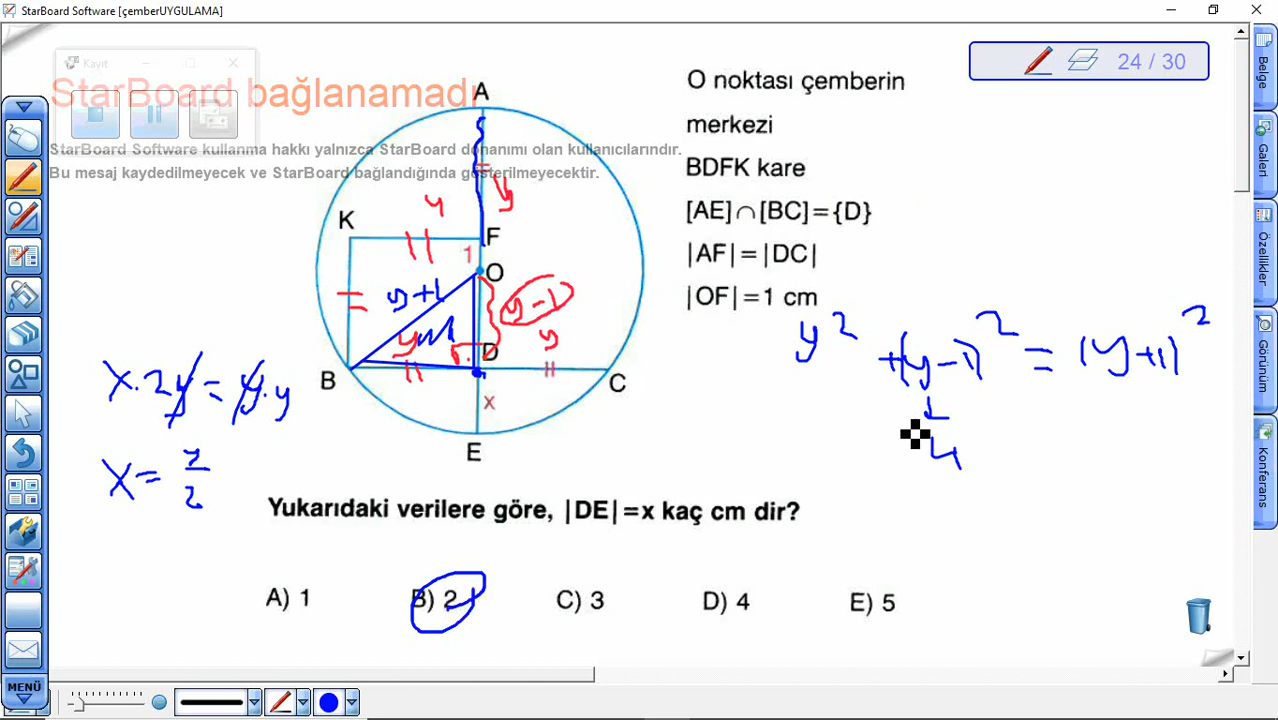 StarBoard Software [çemberUYGULAMA]
Kayıt
StarBoard bağlanamadı
StarBoard Software kullanma hakkı yalnızca StarBoard donanımı olan kullanıcılarındır.
Bu mesaj kaydedilmeyecek ve StarBoard bağlandığında gösterilmeyecektir.
24 / 30
O noktası çemberin
merkezi
BDFK kare
[AE]∩[BC]={D}
|AF|=|DC|
|OF|=1 cm
A
y
y
K
F
1
O
y+1
y-1
y
y
D
B
C
x
E
y² + (y-1)² = (y+1)²
4
x.2y = y.y
x = y/2
Yukarıdaki verilere göre, |DE|=x kaç cm dir?
A) 1
B) 2
C) 3
D) 4
E) 5
Belge
Galeri
Özellikler
Görünüm
Konferans
MENÜ